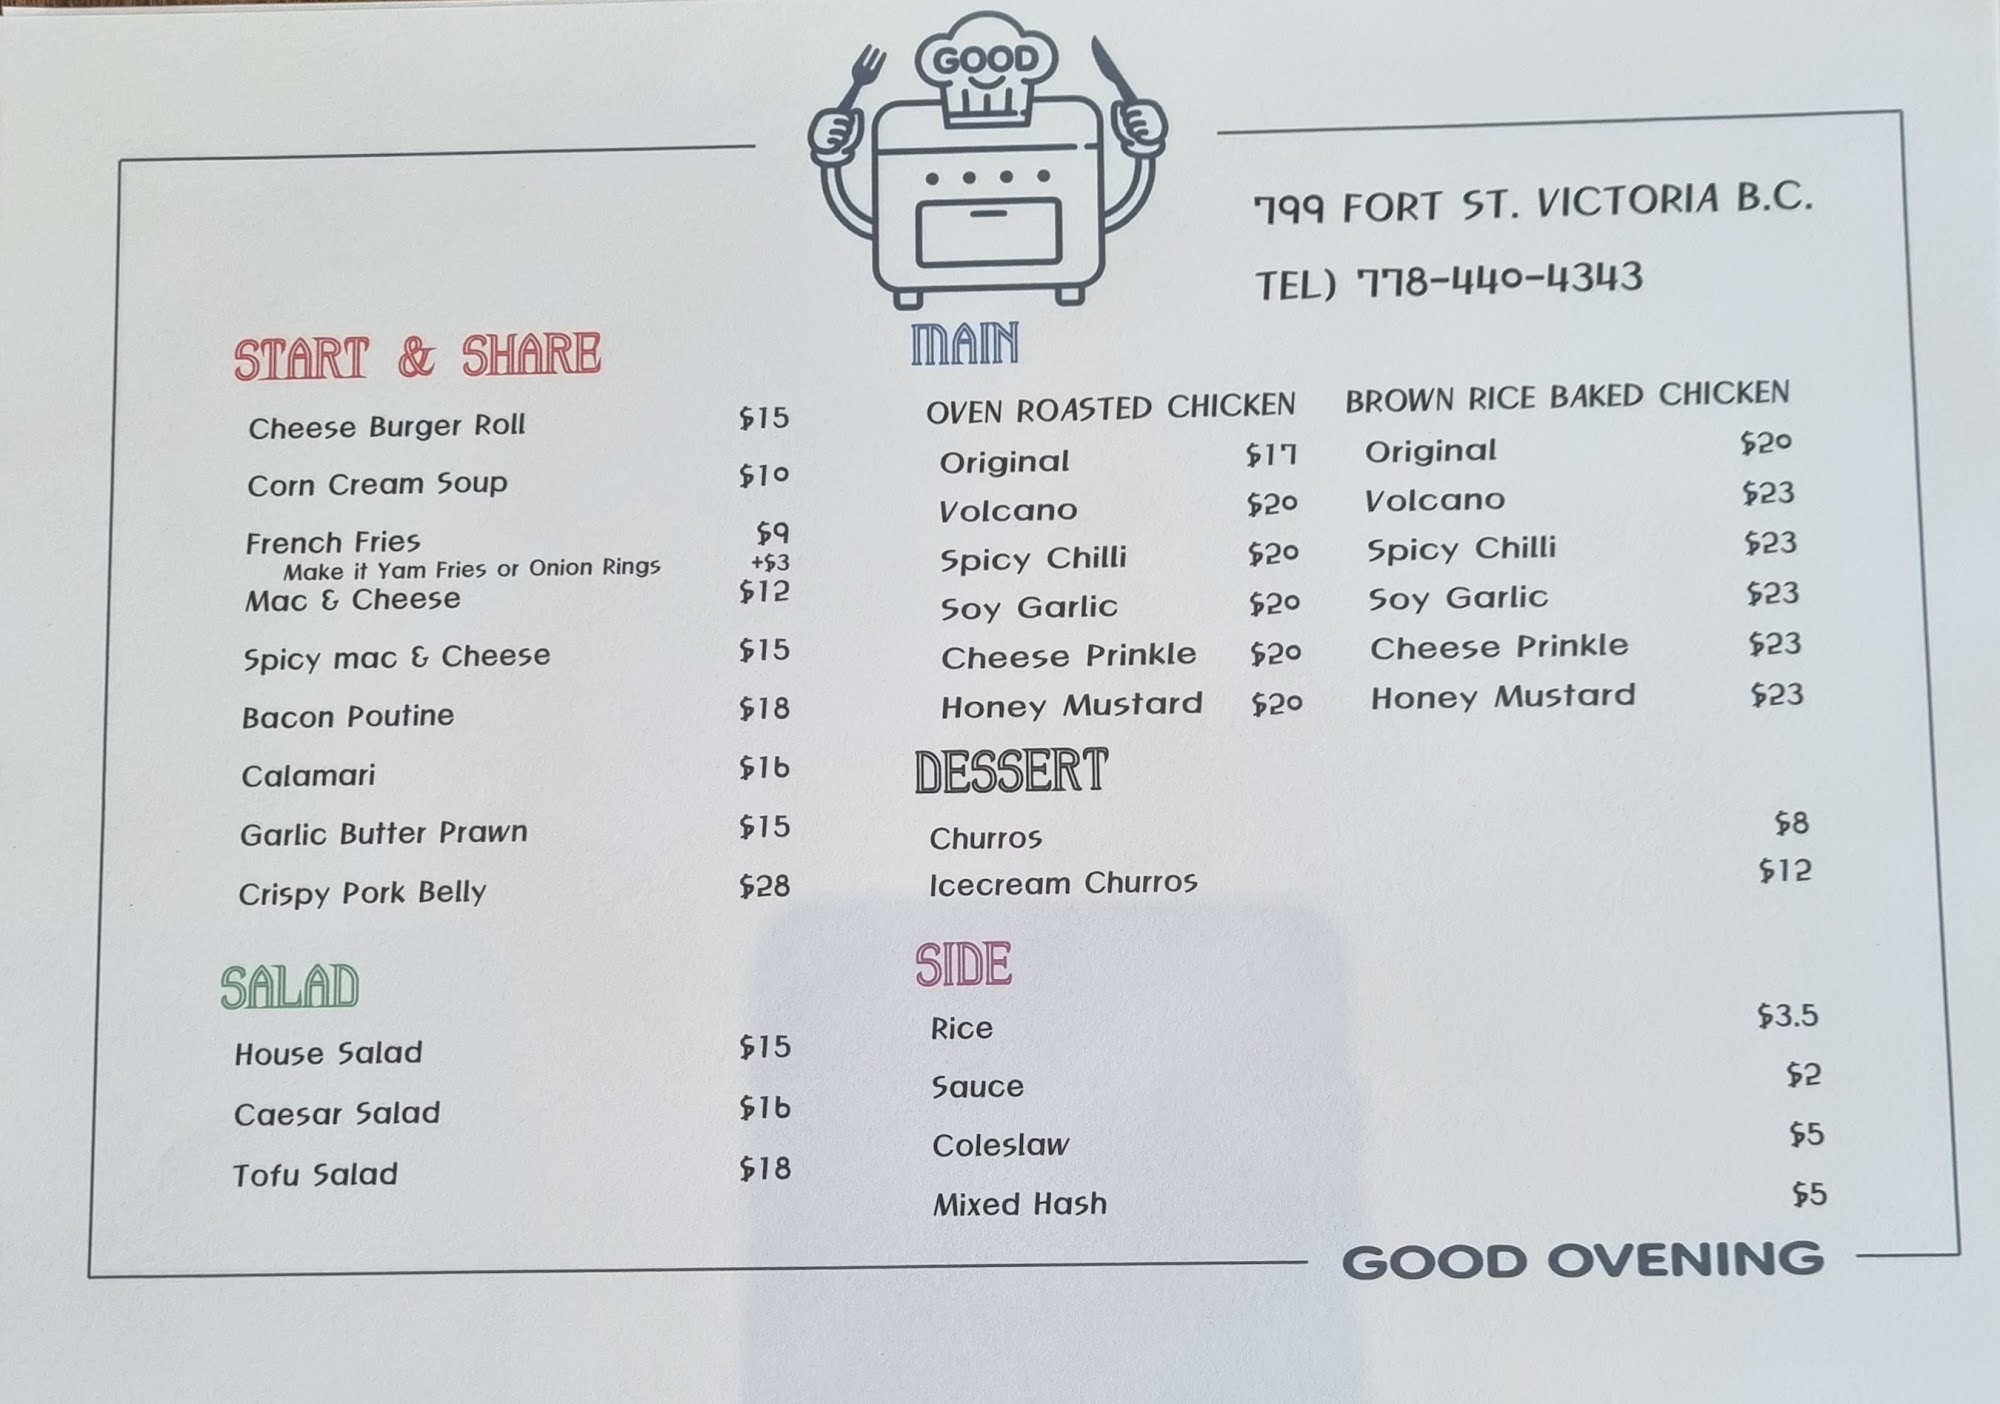 GOOD
799 FORT ST. VICTORIA B.C.
TEL) 778-440-4343
START & SHARE
Cheese Burger Roll $15
Corn Cream Soup $10
French Fries $9
Make it Yam Fries or Onion Rings +$3
Mac & Cheese $12
Spicy mac & Cheese $15
Bacon Poutine $18
Calamari $16
Garlic Butter Prawn $15
Crispy Pork Belly $28
SALAD
House Salad $15
Caesar Salad $16
Tofu Salad $18
MAIN
OVEN ROASTED CHICKEN
Original $17
Volcano $20
Spicy Chilli $20
Soy Garlic $20
Cheese Prinkle $20
Honey Mustard $20
BROWN RICE BAKED CHICKEN
Original $20
Volcano $23
Spicy Chilli $23
Soy Garlic $23
Cheese Prinkle $23
Honey Mustard $23
DESSERT
Churros $8
Icecream Churros $12
SIDE
Rice $3.5
Sauce $2
Coleslaw $5
Mixed Hash $5
GOOD OVENING